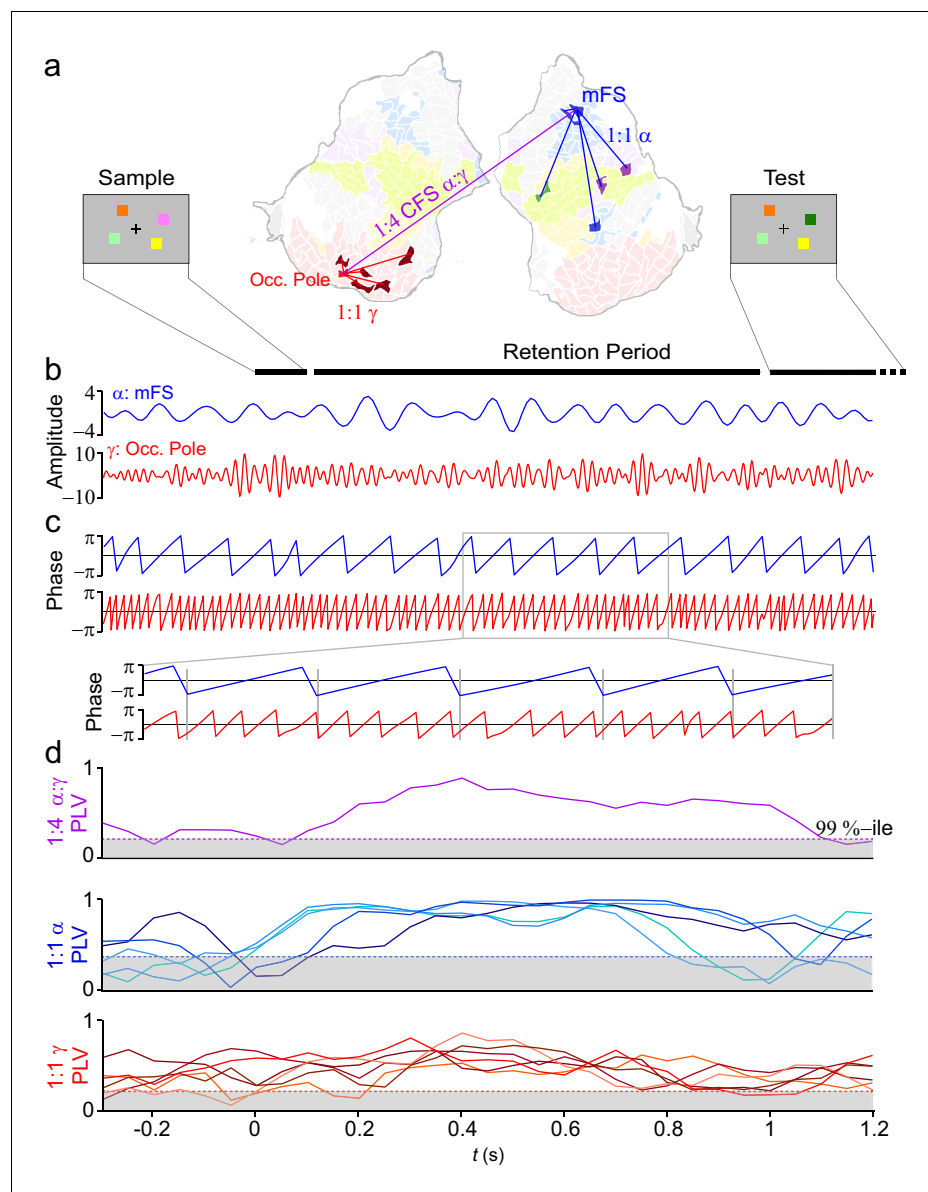 a
mFS
1:1 α
Sample
Test
1:4 CFS α:γ
Occ. Pole
1:1 γ
Retention Period
b
4
−4
α: mFS
Amplitude
10
−10
γ: Occ. Pole
c
Phase
π
−π
π
−π
Phase
π
−π
π
−π
d
1:4 α:γ
PLV
1
0
99 %−ile
1:1 α
PLV
1
0
1:1 γ
PLV
1
0
-0.2 0 0.2 0.4 0.6 0.8 1 1.2
t (s)